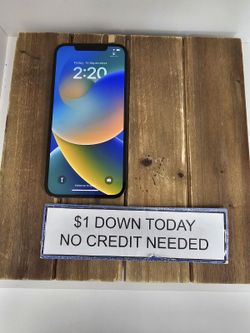 2:20
$1 DOWN TODAY
NO CREDIT NEEDED